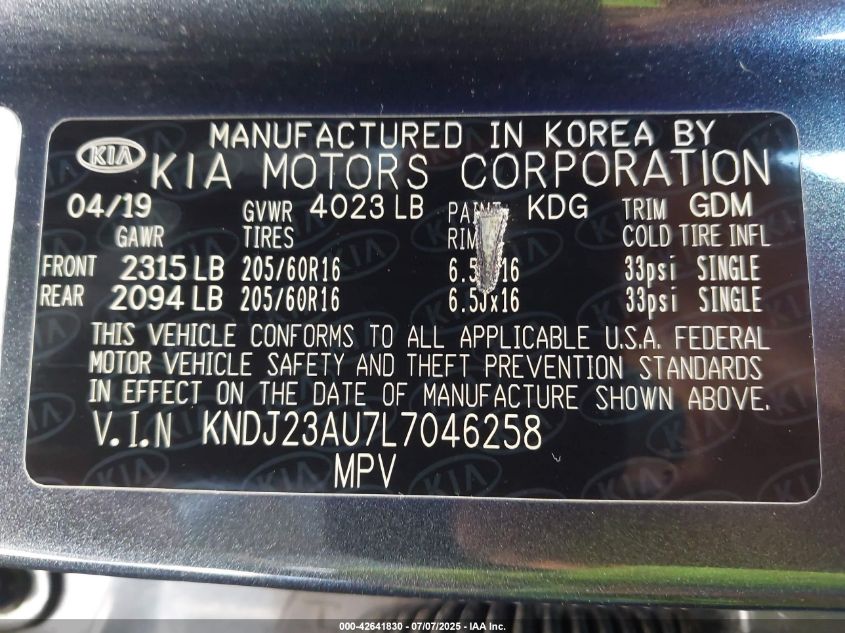 KIA MANUFACTURED IN KOREA BY
KIA MOTORS CORPORATION
04/19 GVWR 4023 LB KDG TRIM GDM
GAWR TIRES COLD TIRE INFL
FRONT 2315 LB 205/60R16 33psi SINGLE
REAR 2094 LB 205/60R16 6.5Jx16 33psi SINGLE
THIS VEHICLE CONFORMS TO ALL APPLICABLE U.S.A. FEDERAL
MOTOR VEHICLE SAFETY AND THEFT PREVENTION STANDARDS
IN EFFECT ON THE DATE OF MANUFACTURE SHOWN ABOVE.
V.I.N KNDJ23AU7L7046258
MPV
000-42641830 - 07/07/2025 - IAA Inc.